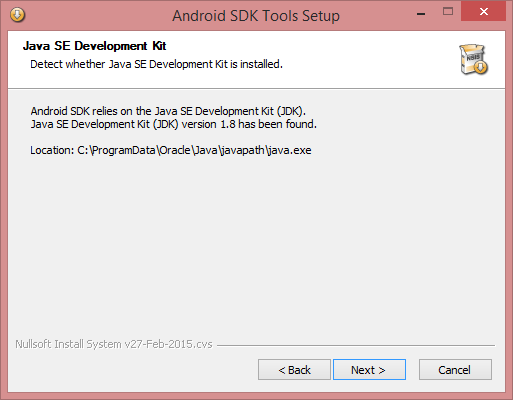 Android SDK Tools Setup
Java SE Development Kit
Detect whether Java SE Development Kit is installed.
NSIS
Android SDK relies on the Java SE Development Kit (JDK).
Java SE Development Kit (JDK) version 1.8 has been found.
Location: C:\ProgramData\Oracle\Java\javapath\java.exe
Nullsoft Install System v27-Feb-2015.cvs
< Back
Next >
Cancel